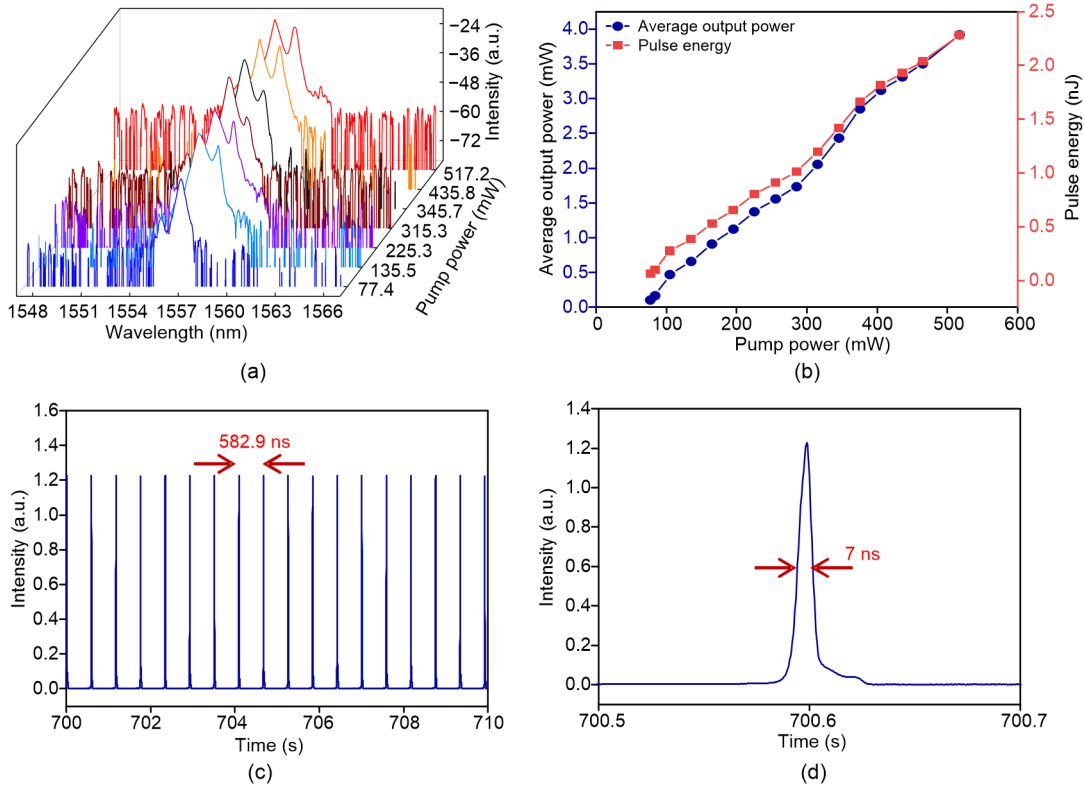 −24
−36
−48
−60
−72
Intensity (a.u.)
517.2
435.8
345.7
315.3
225.3
135.5
77.4
Pump power (mW)
1548 1551 1554 1557 1560 1563 1566
Wavelength (nm)
(a)
Average output power
Pulse energy
4.0
3.5
3.0
2.5
2.0
1.5
1.0
0.5
0.0
Average output power (mW)
2.5
2.0
1.5
1.0
0.5
0.0
Pulse energy (nJ)
0 100 200 300 400 500 600
Pump power (mW)
(b)
1.6
1.4
1.2
1.0
0.8
0.6
0.4
0.2
0.0
Intensity (a.u.)
582.9 ns
700 702 704 706 708 710
Time (s)
(c)
1.4
1.2
1.0
0.8
0.6
0.4
0.2
0.0
Intensity (a.u.)
7 ns
700.5 700.6 700.7
Time (s)
(d)